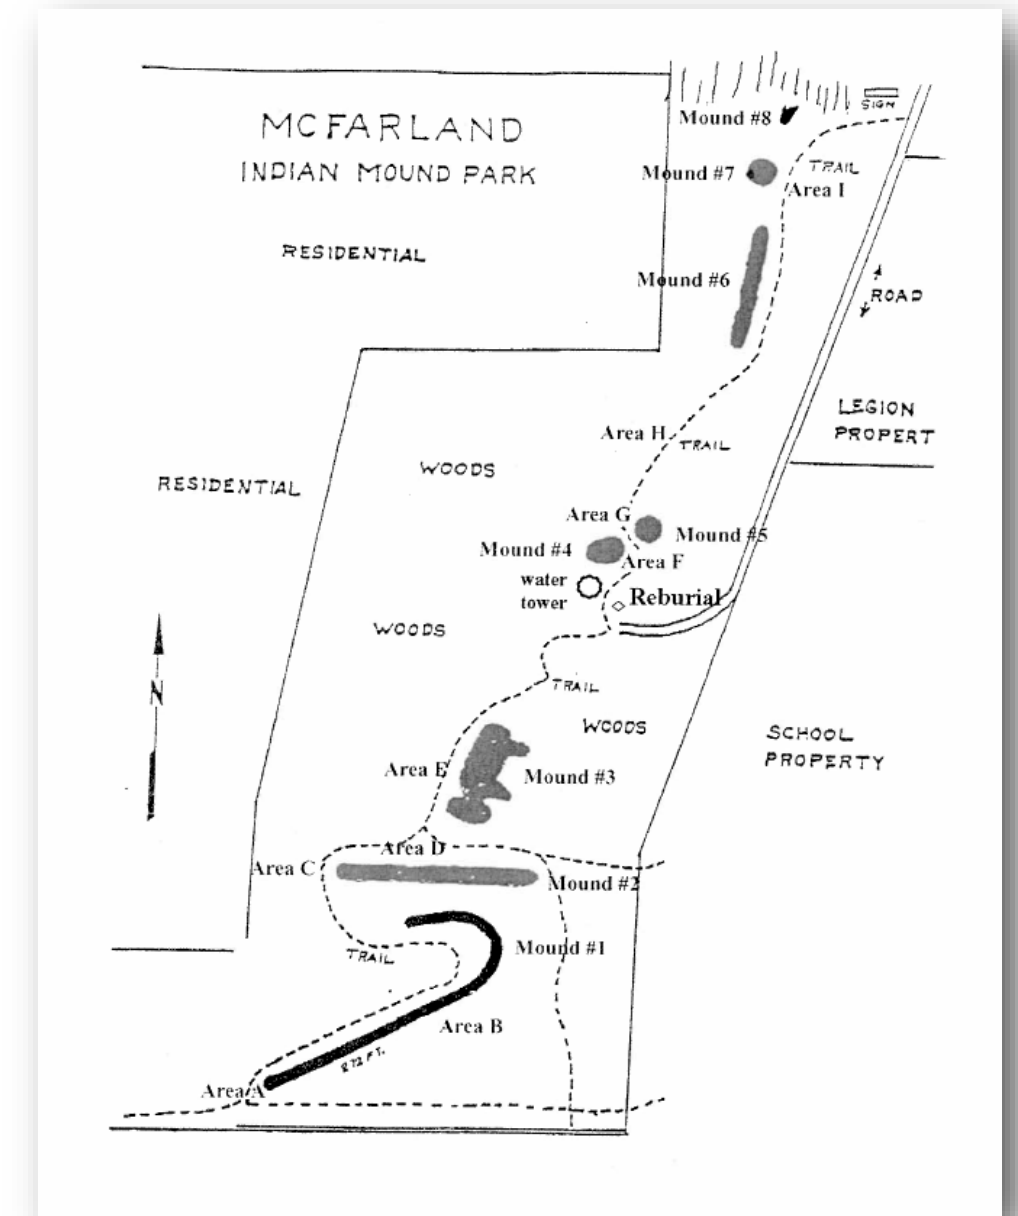 SIGN
Mound #8
MCFARLAND
INDIAN MOUND PARK
TRAIL
Mound #7
Area I
RESIDENTIAL
Mound #6
ROAD
LEGION
PROPERT
Area H
TRAIL
WOODS
RESIDENTIAL
Area G
Mound #5
Mound #4
Area F
water
tower
Reburial
WOODS
N
TRAIL
WOODS
SCHOOL
PROPERTY
Area E
Mound #3
Area D
Area C
Mound #2
Mound #1
TRAIL
Area B
872 FT.
Area A